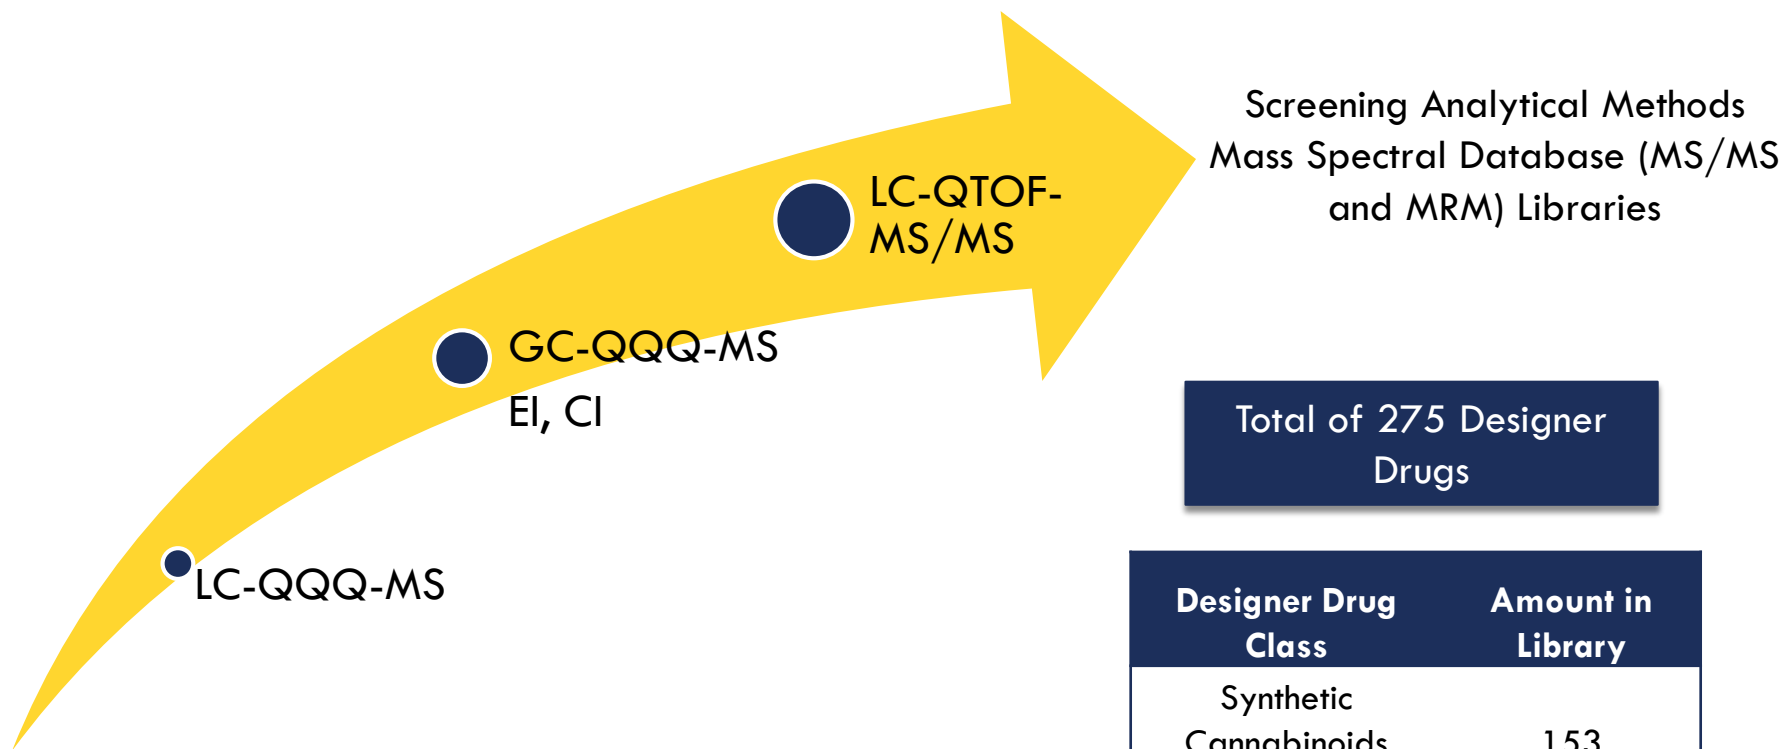 Screening Analytical Methods
Mass Spectral Database (MS/MS
and MRM) Libraries
LC-QTOF-
MS/MS
GC-QQQ-MS
EI, CI
LC-QQQ-MS
Total of 275 Designer
Drugs
Designer Drug
Class
Amount in
Library
Synthetic
Cannabinoids
153